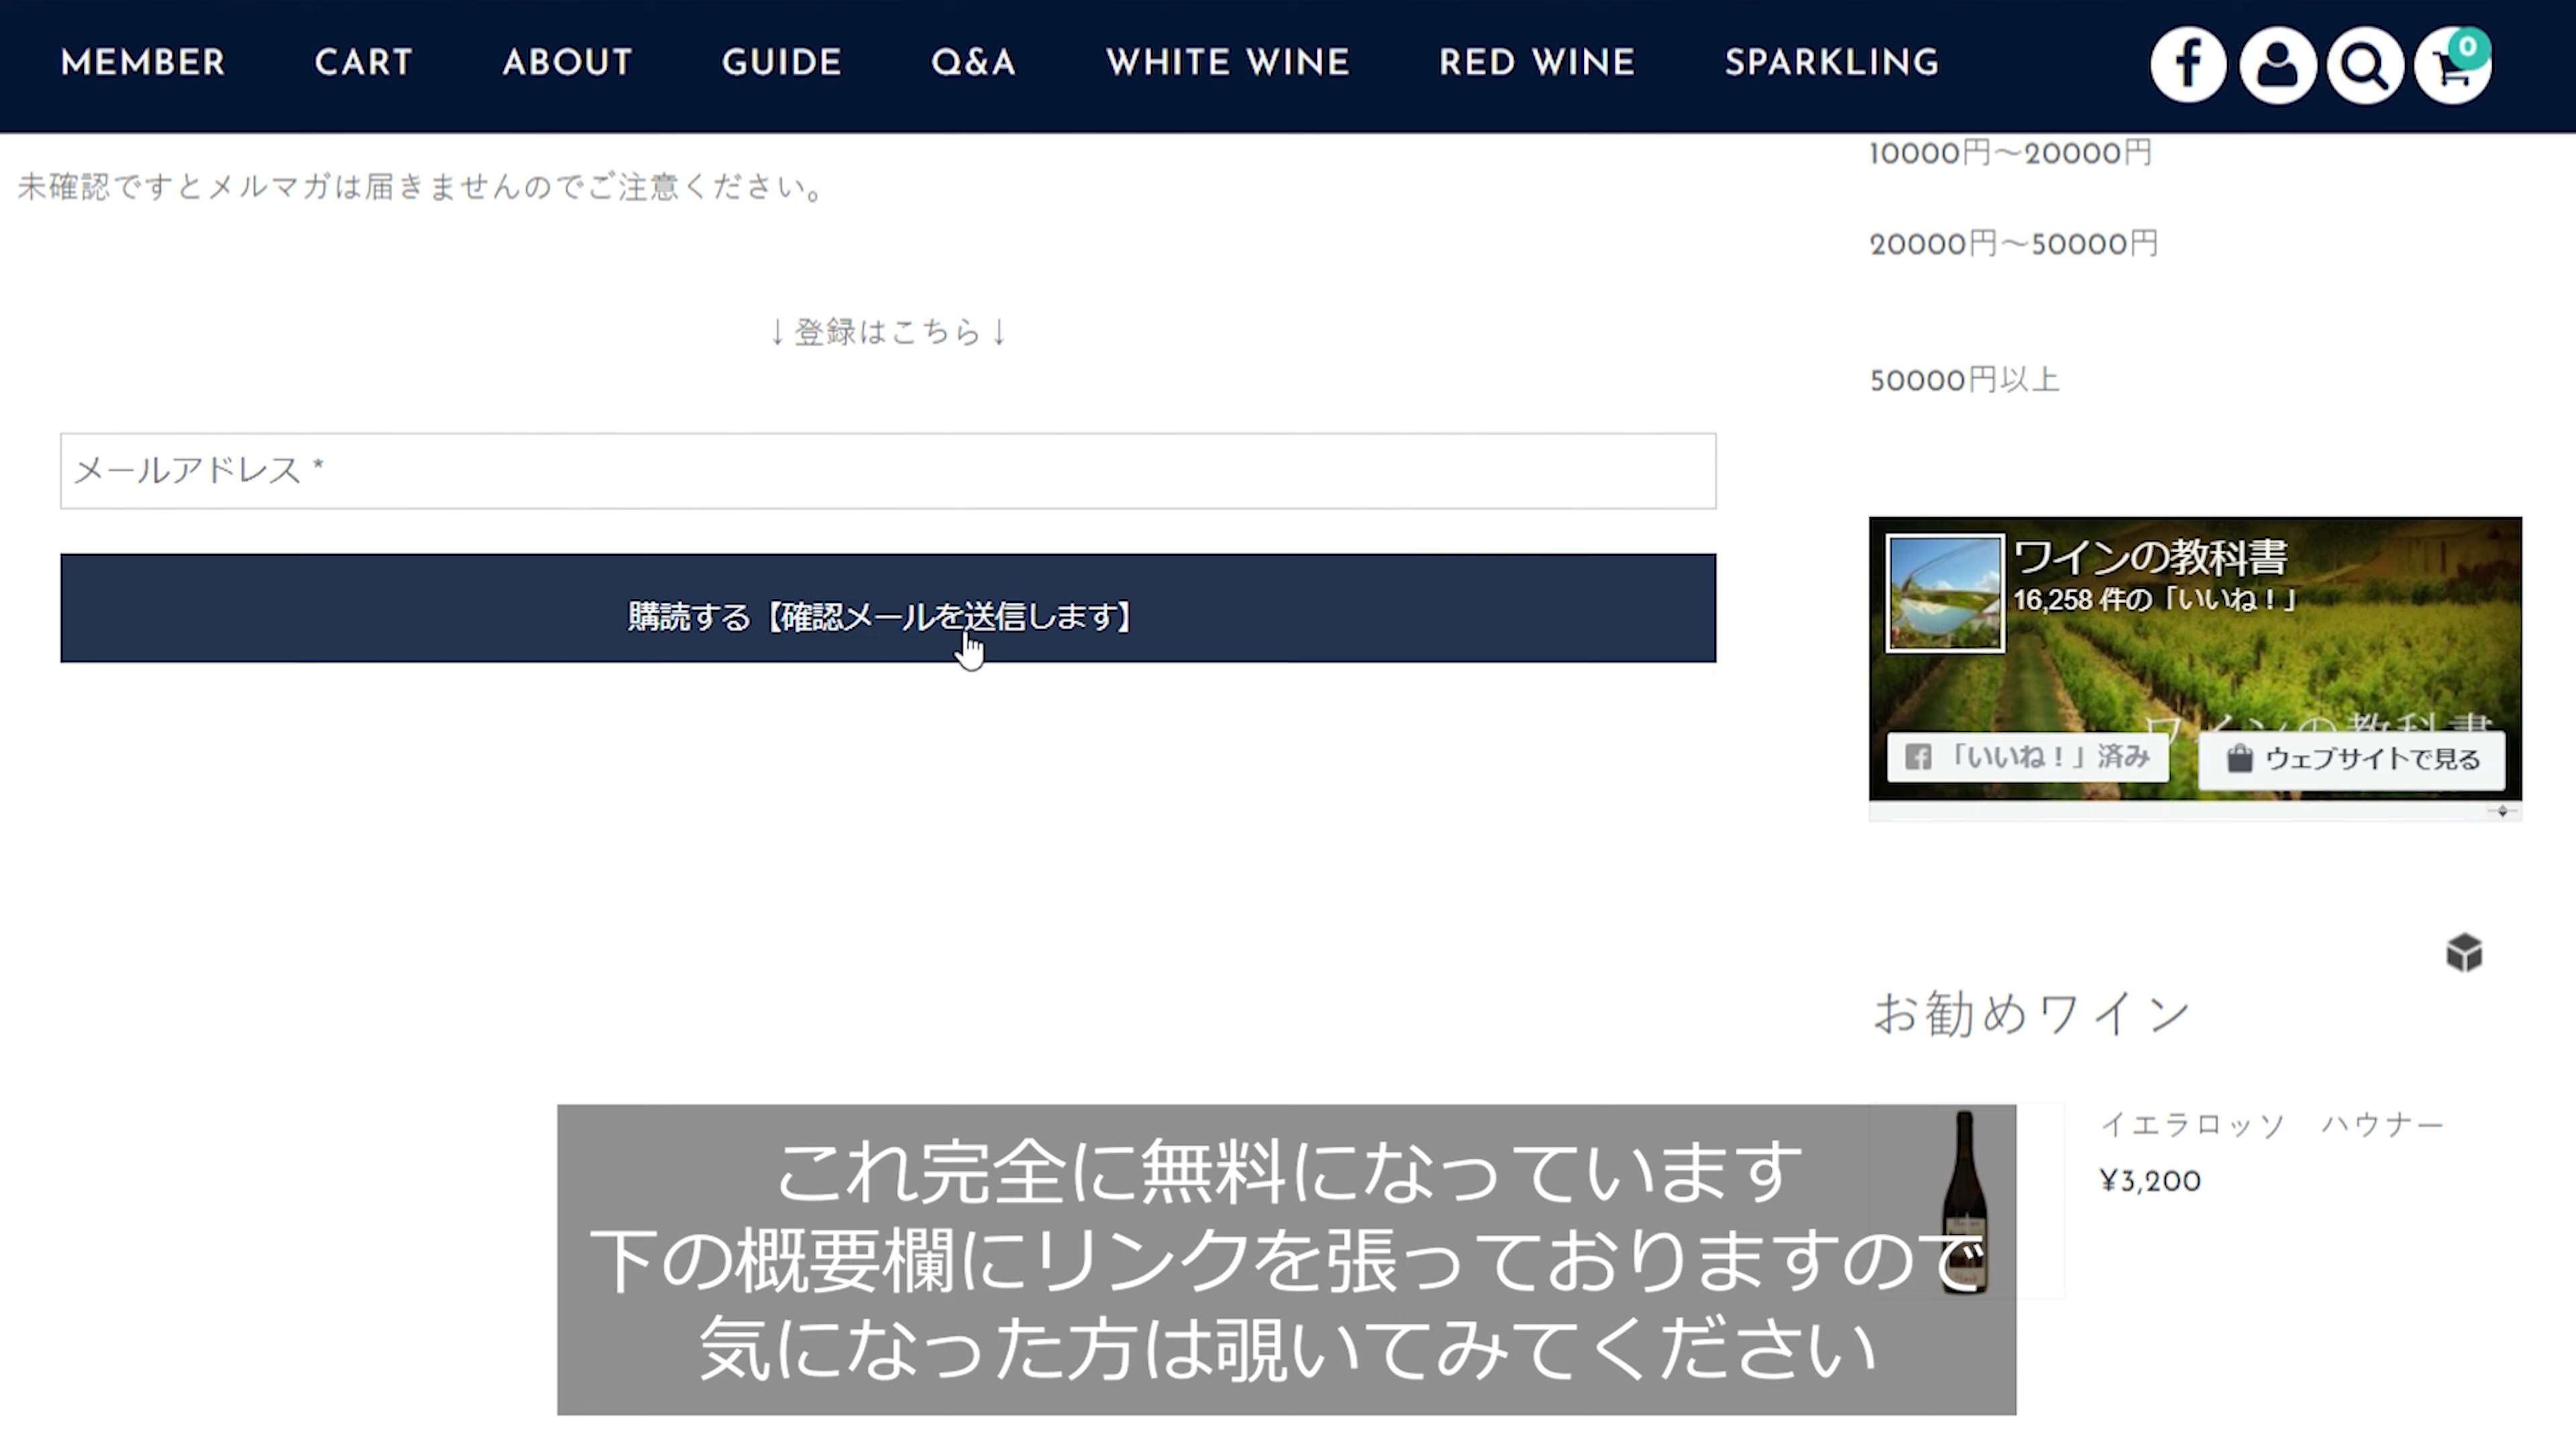 MEMBER CART ABOUT GUIDE Q&A WHITE WINE RED WINE SPARKLING 0
未確認ですとメルマガは届きませんのでご注意ください。
↓登録はこちら↓
メールアドレス *
購読する【確認メールを送信します】
10000円～20000円
20000円～50000円
50000円以上
ワインの教科書
16,258 件の「いいね！」
ワインの教科書
「いいね！」済み
ウェブサイトで見る
お勧めワイン
イエラロッソ　ハウナー
¥3,200
これ完全に無料になっています
下の概要欄にリンクを張っておりますので
気になった方は覗いてみてください